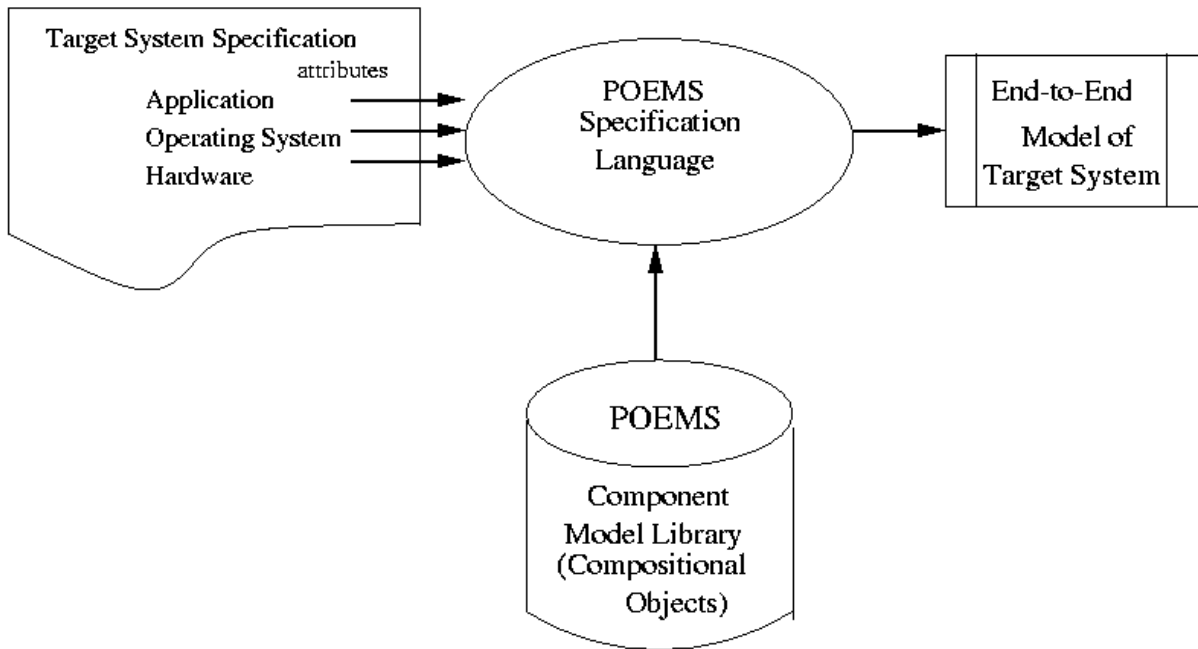 Target System Specification
attributes
Application
Operating System
Hardware
POEMS
Specification
Language
End-to-End
Model of
Target System
POEMS
Component
Model Library
(Compositional
Objects)